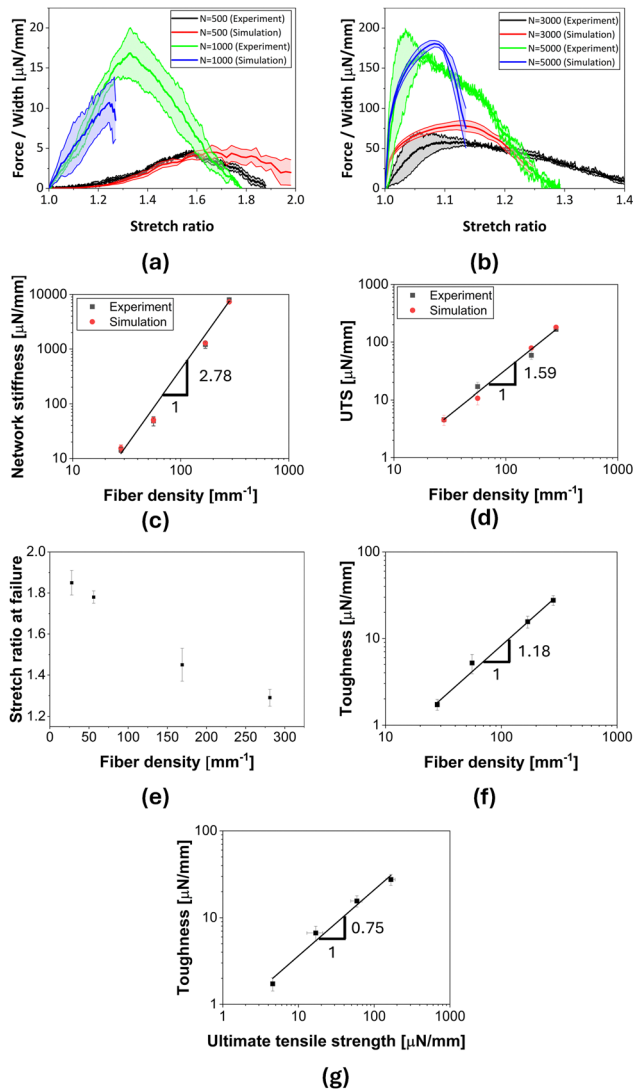 N=500 (Experiment)
N=500 (Simulation)
N=1000 (Experiment)
N=1000 (Simulation)
Force / Width [μN/mm]
25
20
15
10
5
0
1.0
1.2
1.4
1.6
1.8
2.0
Stretch ratio
(a)
N=3000 (Experiment)
N=3000 (Simulation)
N=5000 (Experiment)
N=5000 (Simulation)
Force / Width [μN/mm]
200
150
100
50
0
1.0
1.1
1.2
1.3
1.4
Stretch ratio
(b)
Experiment
Simulation
Network stiffness [μN/mm]
10000
1000
100
10
2.78
1
10
100
1000
Fiber density [mm⁻¹]
(c)
Experiment
Simulation
UTS [μN/mm]
1000
100
10
1
1.59
1
10
100
1000
Fiber density [mm⁻¹]
(d)
Stretch ratio at failure
2.0
1.8
1.6
1.4
1.2
0
50
100
150
200
250
300
Fiber density [mm⁻¹]
(e)
Toughness [μN/mm]
100
10
1
1.18
1
10
100
1000
Fiber density [mm⁻¹]
(f)
Toughness [μN/mm]
100
10
1
0.75
1
1
10
100
1000
Ultimate tensile strength [μN/mm]
(g)